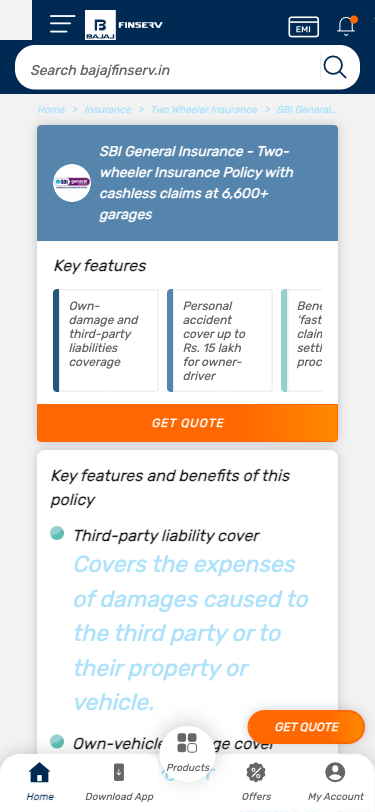 BAJAJ FINSERV
EMI
Search bajajfinserv.in
Home > Insurance > Two Wheeler Insurance > SBI General...
SBI general
SBI General Insurance - Two-
wheeler Insurance Policy with
cashless claims at 6,600+
garages
Key features
Own-
damage and
third-party
liabilities
coverage
Personal
accident
cover up to
Rs. 15 lakh
for owner-
driver
Bene
'fast
clain
settl
proc
GET QUOTE
Key features and benefits of this
policy
Third-party liability cover
Covers the expenses
of damages caused to
the third party or to
their property or
vehicle.
GET QUOTE
Own-vehicle cover
Products
Home
Download App
Offers
My Account